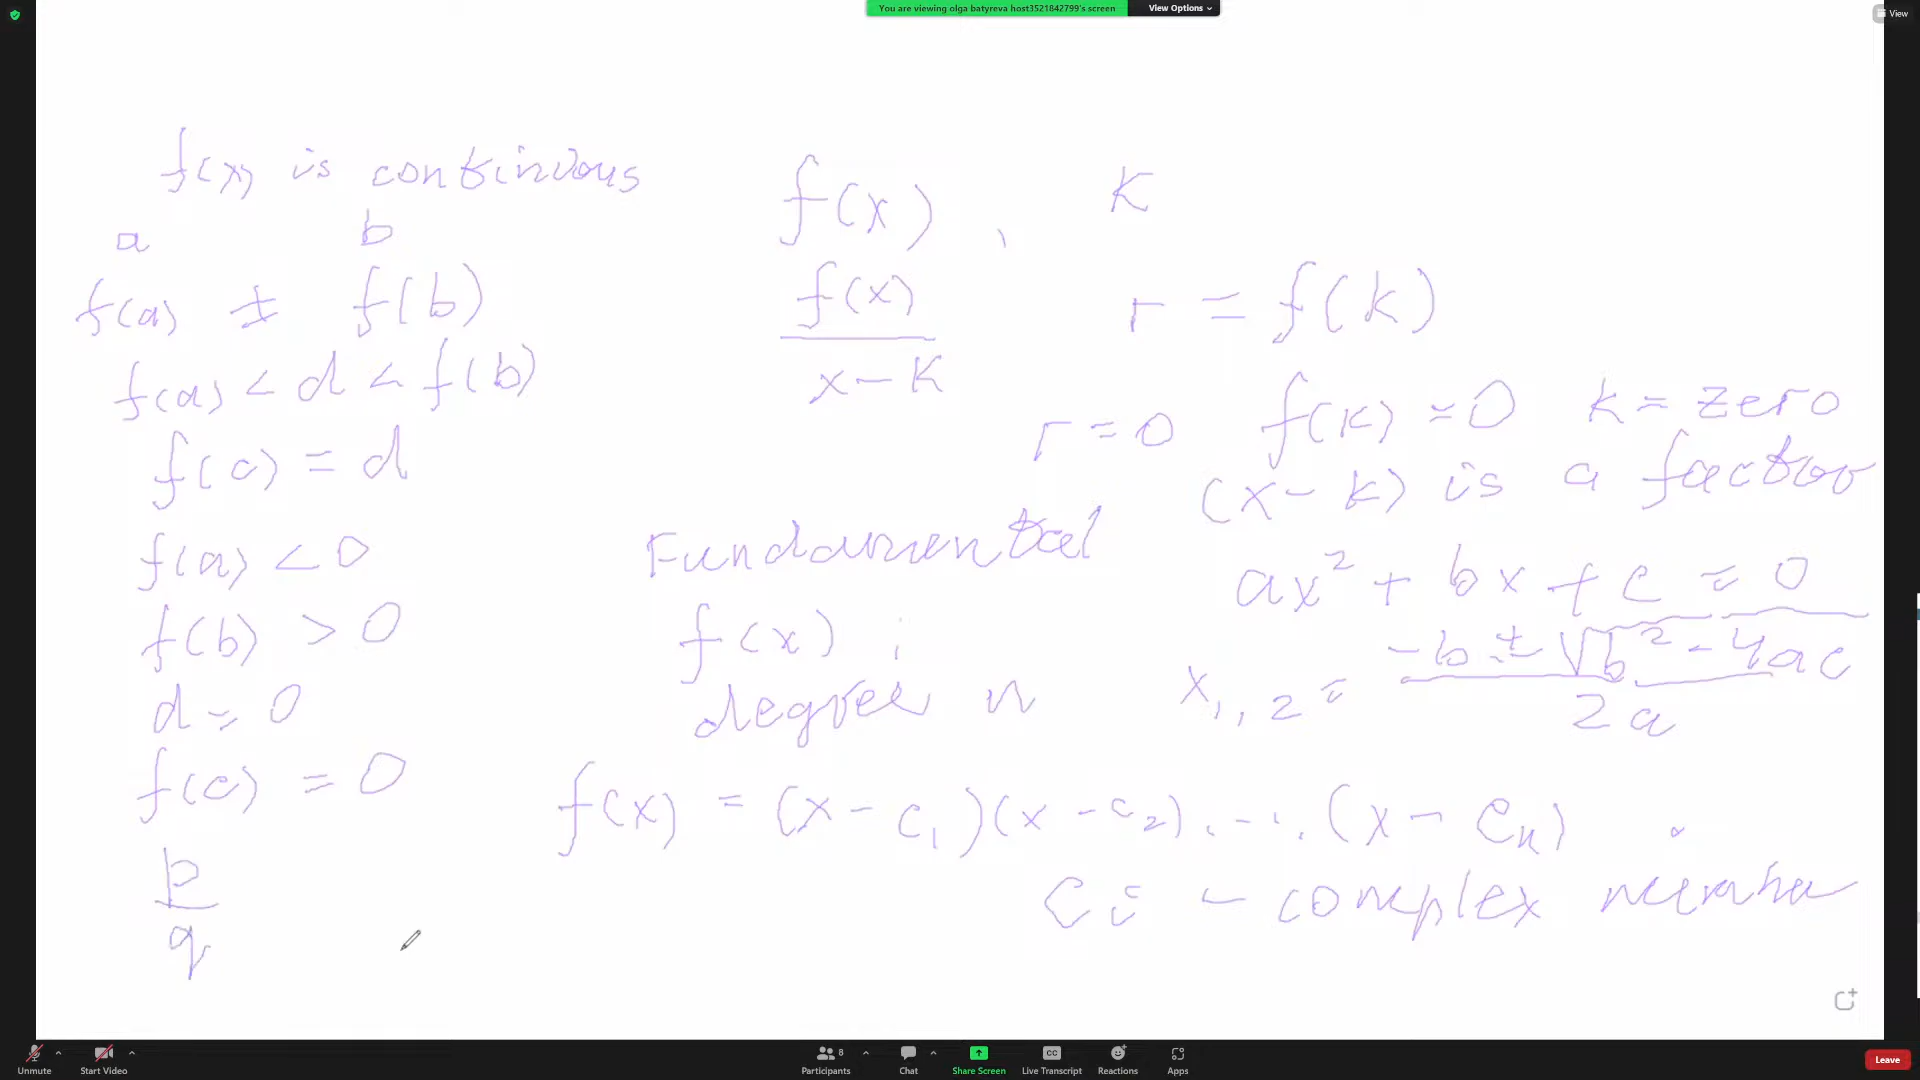 You are viewing olga batyreva host3521842799's screen
View Options
View
f(x) is continuous
a b
f(a) ≠ f(b)
f(a) < d < f(b)
f(c) = d
f(a) < 0
f(b) > 0
d = 0
f(c) = 0
p
q
f(x) , K
f(x)
x - K
r = f(k)
r = 0 f(k) = 0 k = zero
(x - k) is a factor
Fundamental
f(x) ;
degree n
ax² + bx + c = 0
x₁,₂ = -b ± √b² - 4ac
2a
f(x) = (x - c₁)(x - c₂). - .. (x - cₙ) .
Ci - complex number
Unmute
Start Video
Participants 8
Chat
Share Screen
CC
Live Transcript
Reactions
Apps
Leave